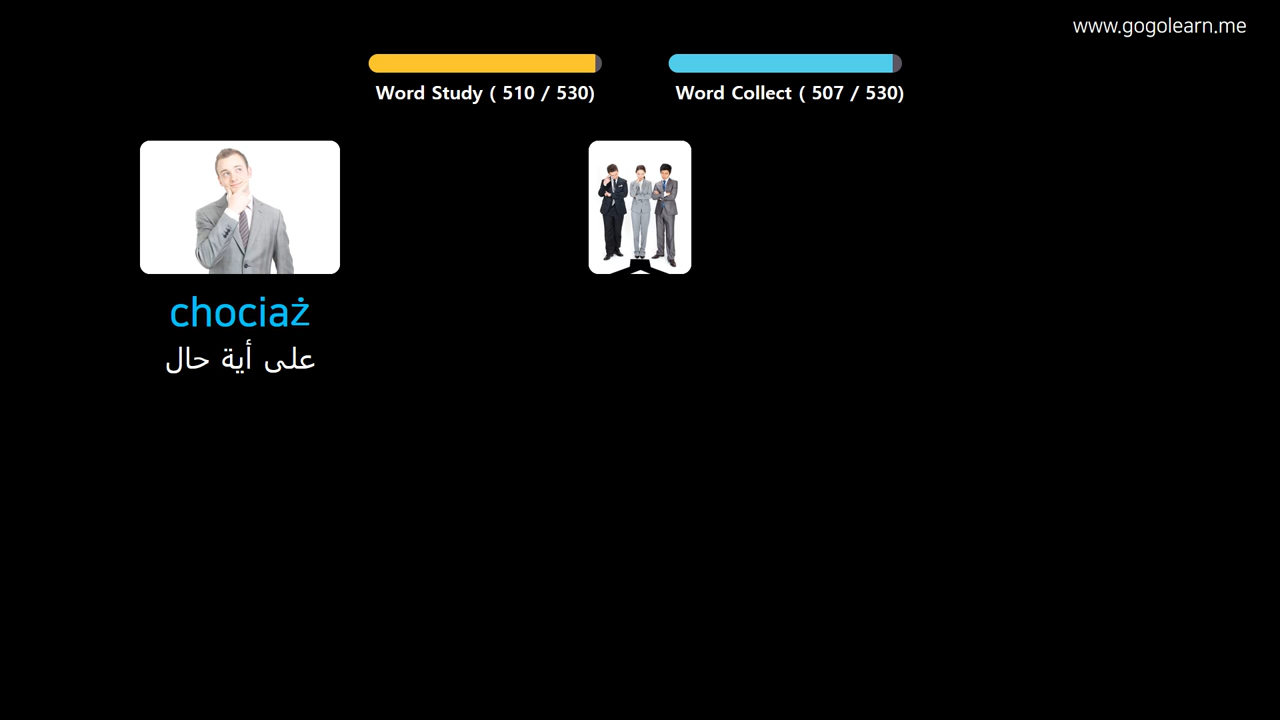 www.gogolearn.me
Word Study ( 510 / 530)
Word Collect ( 507 / 530)
chociaż
على أية حال